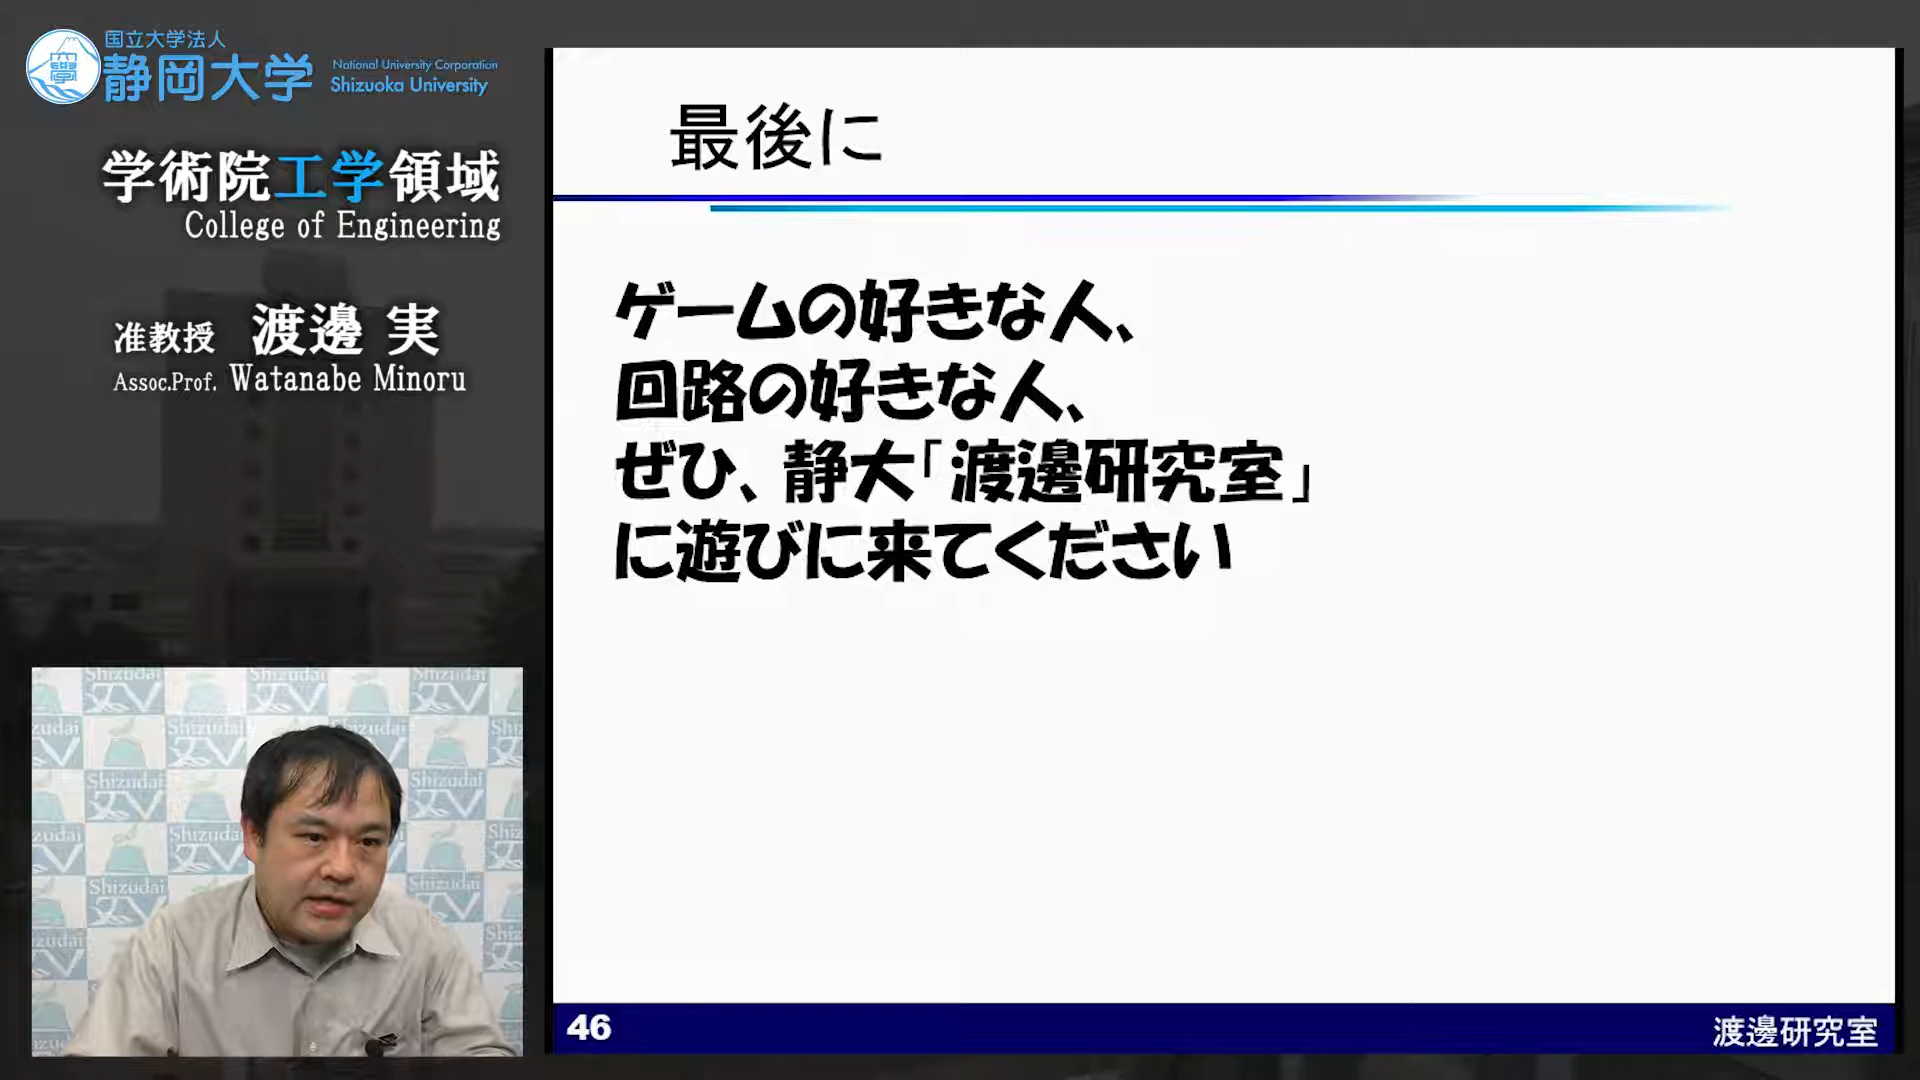 国立大学法人
静岡大学
National University Corporation
Shizuoka University
学術院工学領域
College of Engineering
准教授 渡邊 実
Assoc.Prof. Watanabe Minoru
最後に
ゲームの好きな人、
回路の好きな人、
ぜひ、静大「渡邊研究室」
に遊びに来てください
Shizudai TV
46
渡邊研究室